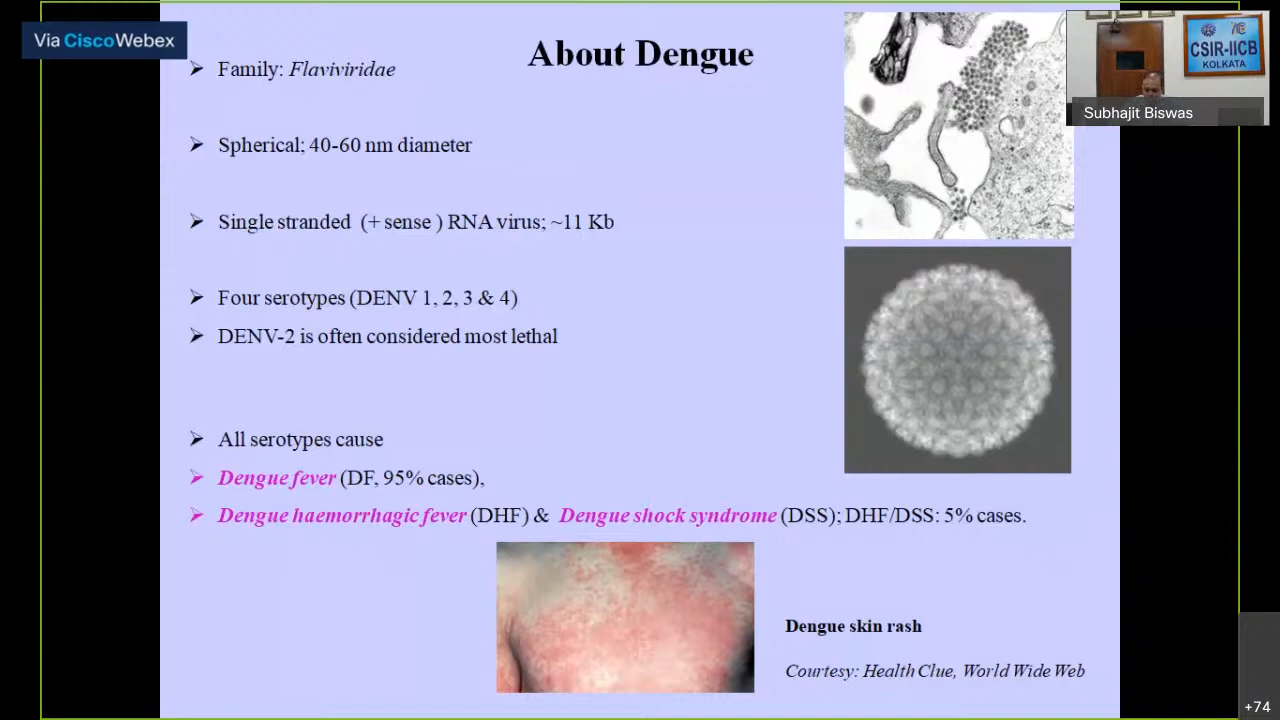 Via Cisco Webex
About Dengue
➢ Family: Flaviviridae
➢ Spherical; 40-60 nm diameter
➢ Single stranded (+ sense ) RNA virus; ~11 Kb
➢ Four serotypes (DENV 1, 2, 3 & 4)
➢ DENV-2 is often considered most lethal
➢ All serotypes cause
➢ Dengue fever (DF, 95% cases),
➢ Dengue haemorrhagic fever (DHF) & Dengue shock syndrome (DSS); DHF/DSS: 5% cases.
Dengue skin rash
Courtesy: Health Clue, World Wide Web
CSIR-IICB
KOLKATA
Subhajit Biswas
+74